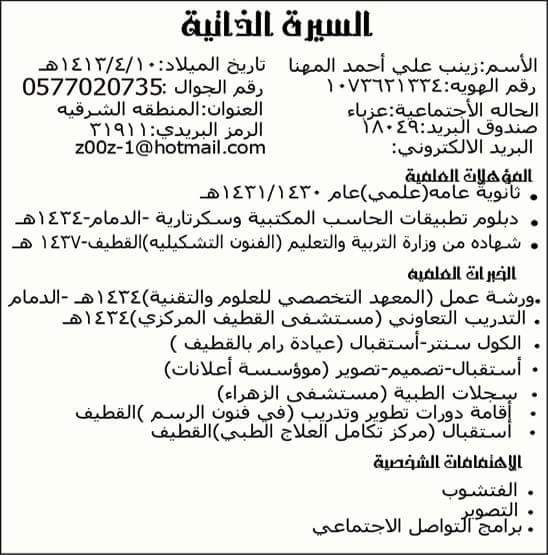 السيرة الذاتية
الأسم:زينب علي أحمد المهنا
تاريخ الميلاد:١٤١٣/٤/١٠هـ
رقم الهويه:١٠٧٣٦٢١٣٣٤
رقم الجوال :0577020735
الحاله الأجتماعية:عزباء
العنوان:المنطقه الشرقيه
صندوق البريد:١٨٠٤٩
الرمز البريدي:٣١٩١١
البريد الالكتروني:
z00z-1@hotmail.com
المؤهلات العلمية
• ثانوية عامه(علمي)عام ١٤٣١/١٤٣٠هـ
• دبلوم تطبيقات الحاسب المكتبية وسكرتارية -الدمام-١٤٣٤هـ
• شهاده من وزارة التربية والتعليم (الفنون التشكيليه)القطيف-١٤٣٧ هـ
الخبرات العلمية
•ورشة عمل (المعهد التخصصي للعلوم والتقنية)١٤٣٤هـ -الدمام
• التدريب التعاوني (مستشفى القطيف المركزي)١٤٣٤هـ
• الكول سنتر-أستقبال (عيادة رام بالقطيف )
• أستقبال-تصميم-تصوير (موؤسسة أعلانات)
• سجلات الطبية (مستشفى الزهراء)
• أقامة دورات تطوير وتدريب (في فنون الرسم )القطيف
• أستقبال (مركز تكامل العلاج الطبي)القطيف
الاهتمامات الشخصية
• الفتشوب
• التصوير
• برامج التواصل الاجتماعي